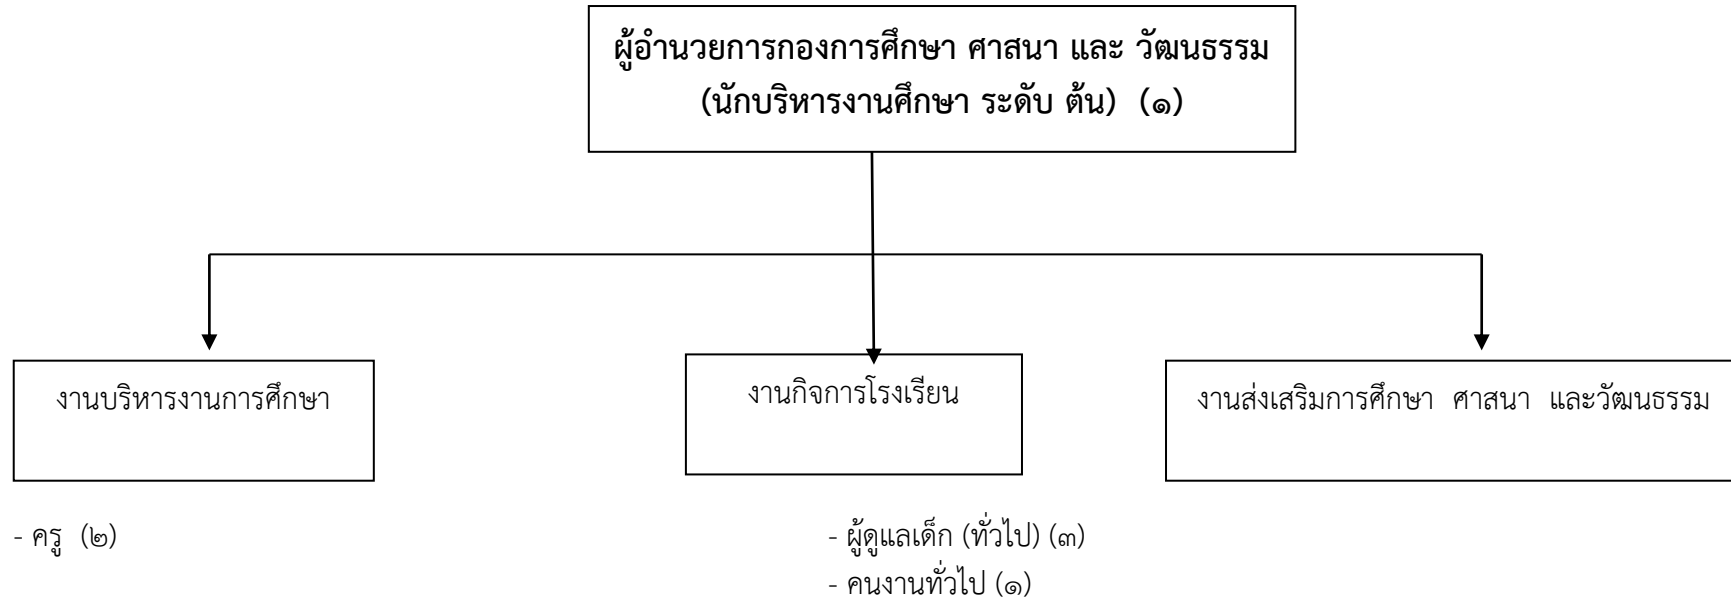 ผู้อำนวยการกองการศึกษา ศาสนา และ วัฒนธรรม
(นักบริหารงานศึกษา ระดับ ต้น) (๑)
งานบริหารงานการศึกษา
งานกิจการโรงเรียน
งานส่งเสริมการศึกษา ศาสนา และวัฒนธรรม
- ครู (๒)
- ผู้ดูแลเด็ก (ทั่วไป) (๓)
- คนงานทั่วไป (๑)